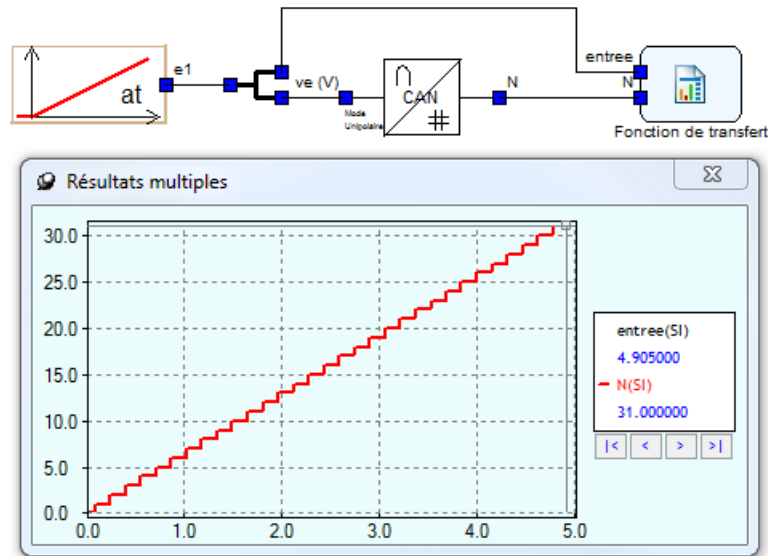 e1
at
ve (V)
CAN
#
Mode
Unipolaire
N
entree
N
Fonction de transfert
Résultats multiples
30.0
25.0
20.0
15.0
10.0
5.0
0.0
0.0 1.0 2.0 3.0 4.0 5.0
entree(SI)
4.905000
N(SI)
31.000000
|< < > >|